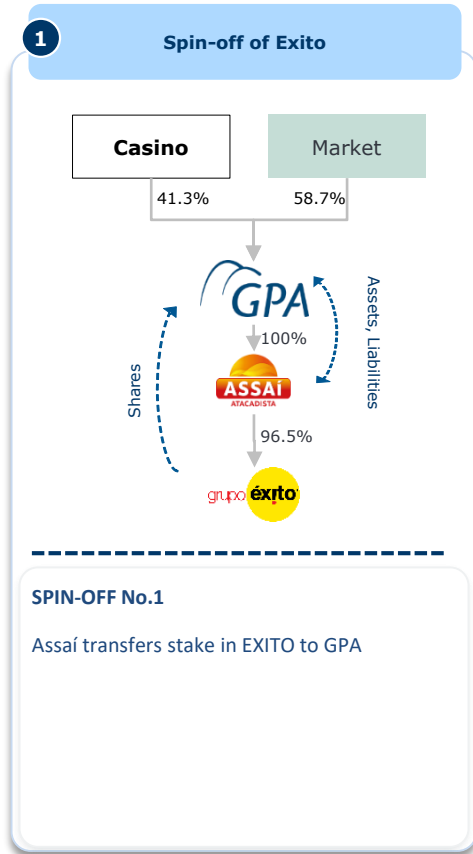 1
Spin-off of Exito
Casino
Market
41.3%
58.7%
GPA
100%
Assets, Liabilities
Shares
ASSAÍ
ATACADISTA
96.5%
grupo éxito
SPIN-OFF No.1
Assaí transfers stake in EXITO to GPA